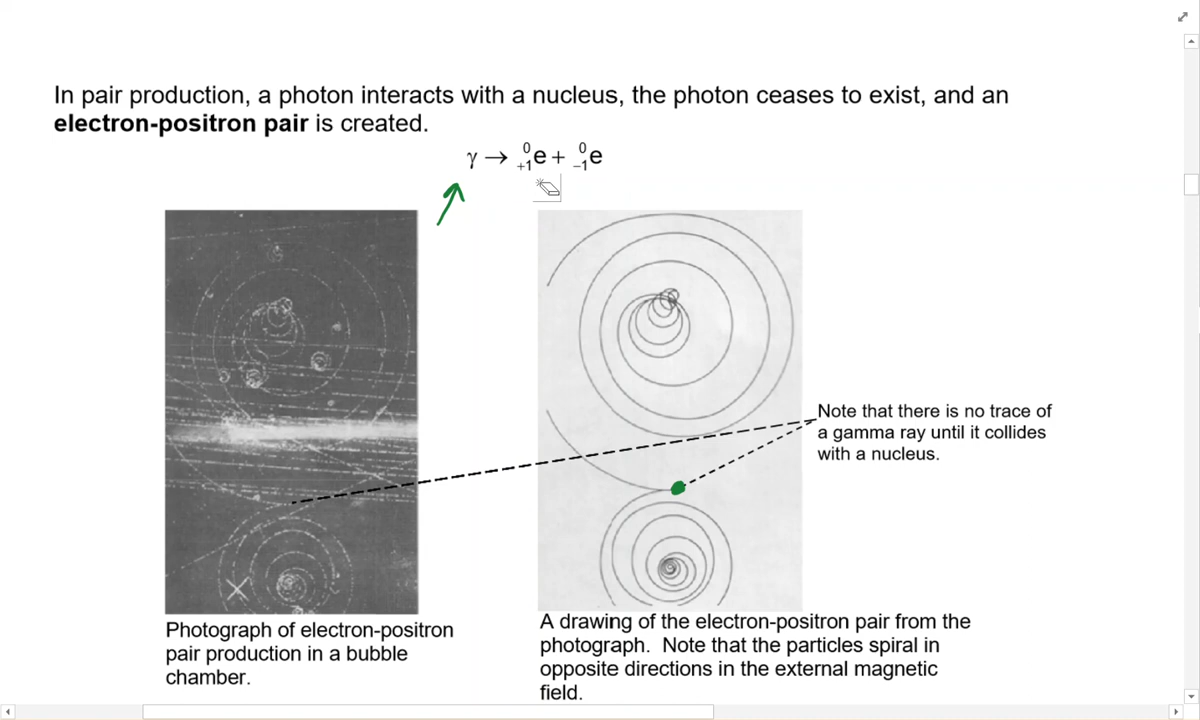 In pair production, a photon interacts with a nucleus, the photon ceases to exist, and an
electron-positron pair is created.
γ → ⁰₊₁e + ⁰₋₁e
Note that there is no trace of
a gamma ray until it collides
with a nucleus.
Photograph of electron-positron
pair production in a bubble
chamber.
A drawing of the electron-positron pair from the
photograph.  Note that the particles spiral in
opposite directions in the external magnetic
field.